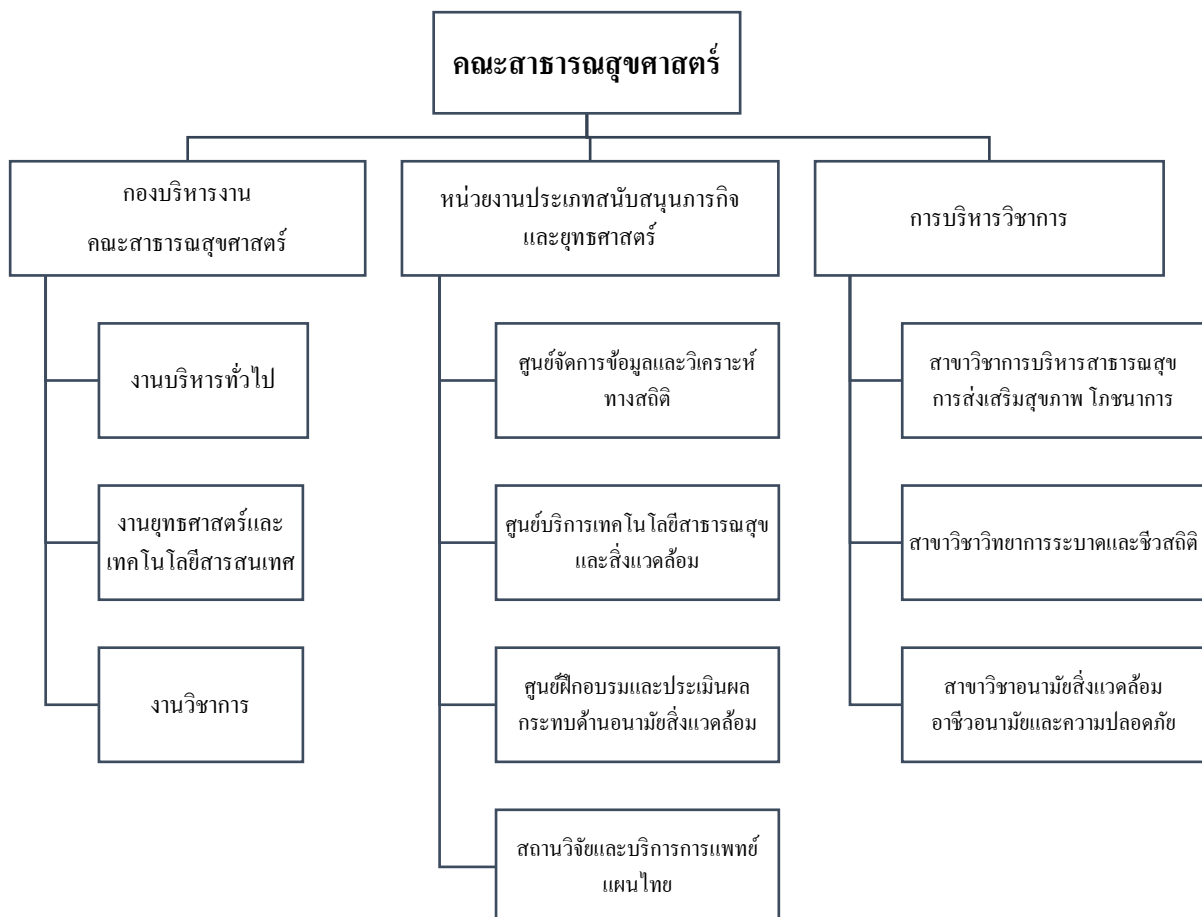 คณะสาธารณสุขศาสตร์
กองบริหารงาน
คณะสาธารณสุขศาสตร์
งานบริหารทั่วไป
งานยุทธศาสตร์และ
เทคโนโลยีสารสนเทศ
งานวิชาการ
หน่วยงานประเภทสนับสนุนภารกิจ
และยุทธศาสตร์
ศูนย์จัดการข้อมูลและวิเคราะห์
ทางสถิติ
ศูนย์บริการเทคโนโลยีสาธารณสุข
และสิ่งแวดล้อม
ศูนย์ฝึกอบรมและประเมินผล
กระทบด้านอนามัยสิ่งแวดล้อม
สถานวิจัยและบริการการแพทย์
แผนไทย
การบริหารวิชาการ
สาขาวิชาการบริหารสาธารณสุข
การส่งเสริมสุขภาพ โภชนาการ
สาขาวิชาวิทยาการระบาดและชีวสถิติ
สาขาวิชาอนามัยสิ่งแวดล้อม
อาชีวอนามัยและความปลอดภัย